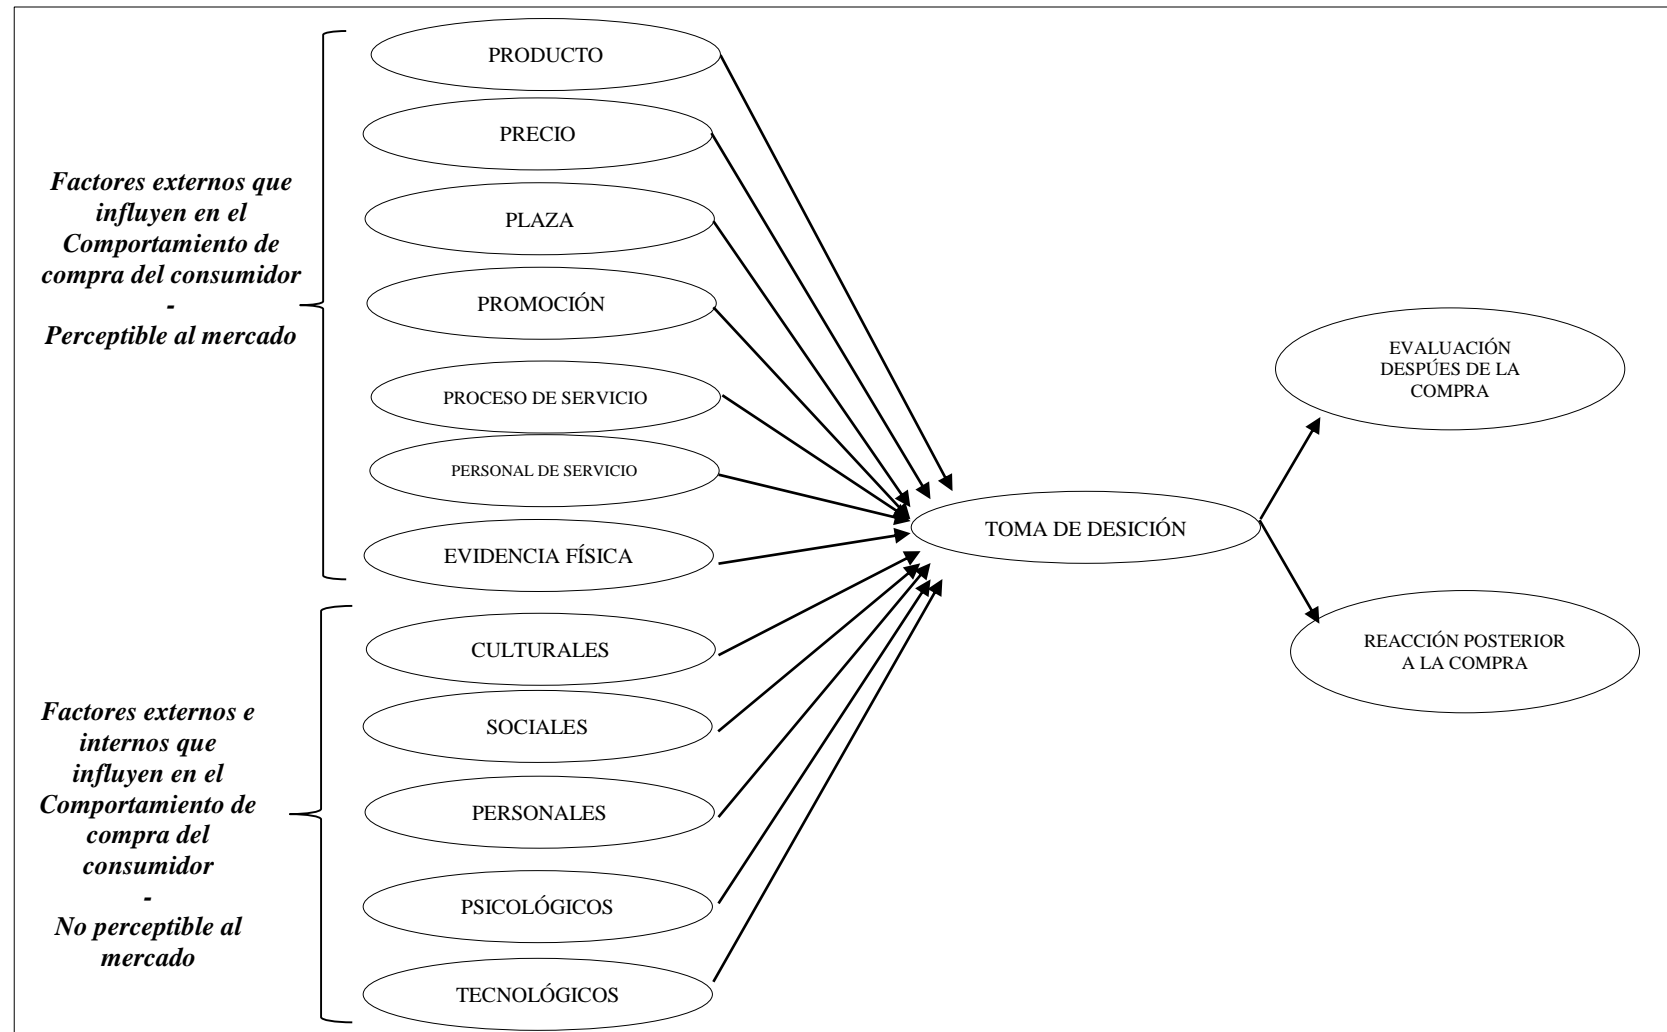 Factores externos que
influyen en el
Comportamiento de
compra del consumidor
-
Perceptible al mercado
PRODUCTO
PRECIO
PLAZA
PROMOCIÓN
PROCESO DE SERVICIO
PERSONAL DE SERVICIO
EVIDENCIA FÍSICA
Factores externos e
internos que
influyen en el
Comportamiento de
compra del
consumidor
-
No perceptible al
mercado
CULTURALES
SOCIALES
PERSONALES
PSICOLÓGICOS
TECNOLÓGICOS
TOMA DE DESICIÓN
EVALUACIÓN
DESPÚES DE LA
COMPRA
REACCIÓN POSTERIOR
A LA COMPRA